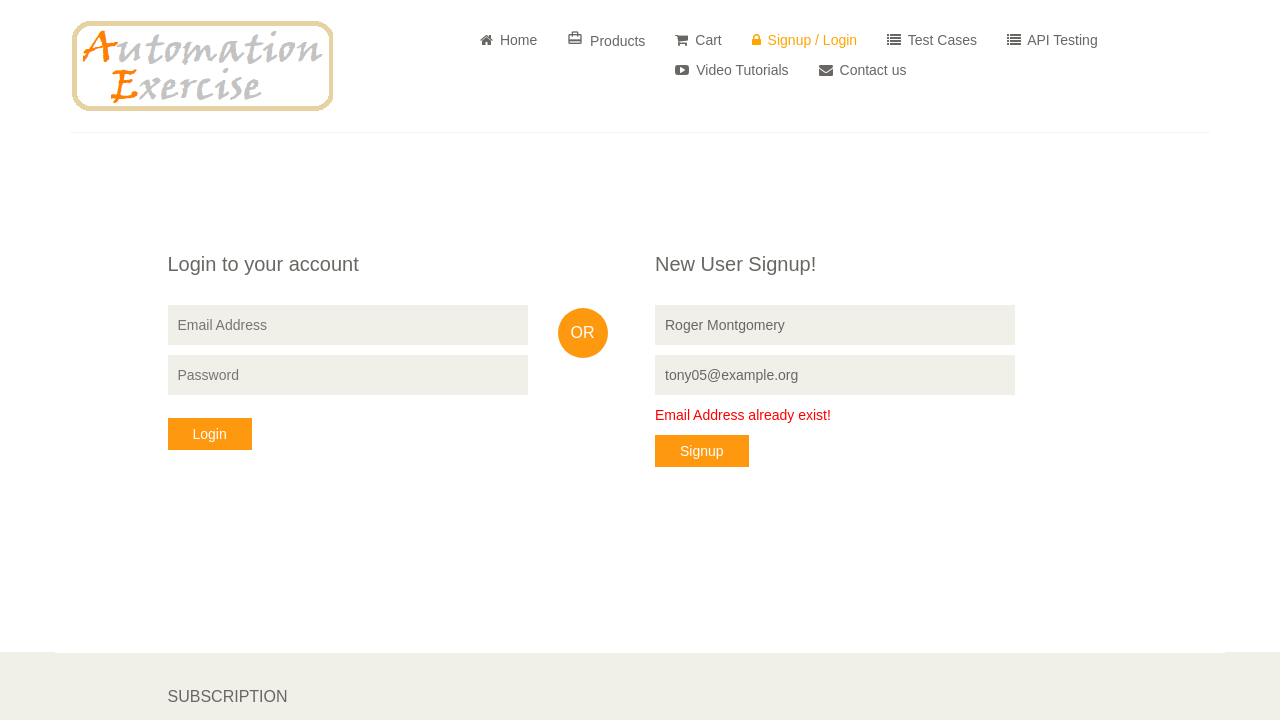 Automation
Exercise
Home
Products
Cart
Signup / Login
Test Cases
API Testing
Video Tutorials
Contact us
Login to your account
Email Address
Password
Login
OR
New User Signup!
Roger Montgomery
tony05@example.org
Email Address already exist!
Signup
SUBSCRIPTION